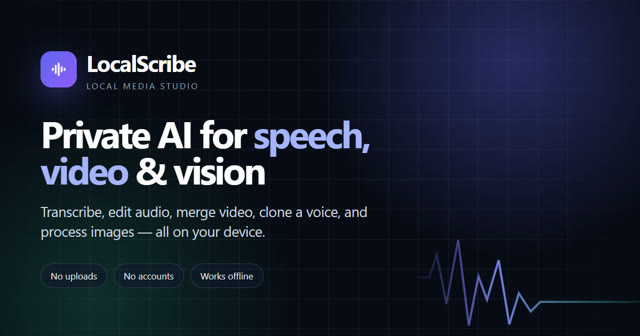 LocalScribe
LOCAL MEDIA STUDIO
Private AI for speech,
video & vision
Transcribe, edit audio, merge video, clone a voice, and
process images — all on your device.
No uploads
No accounts
Works offline